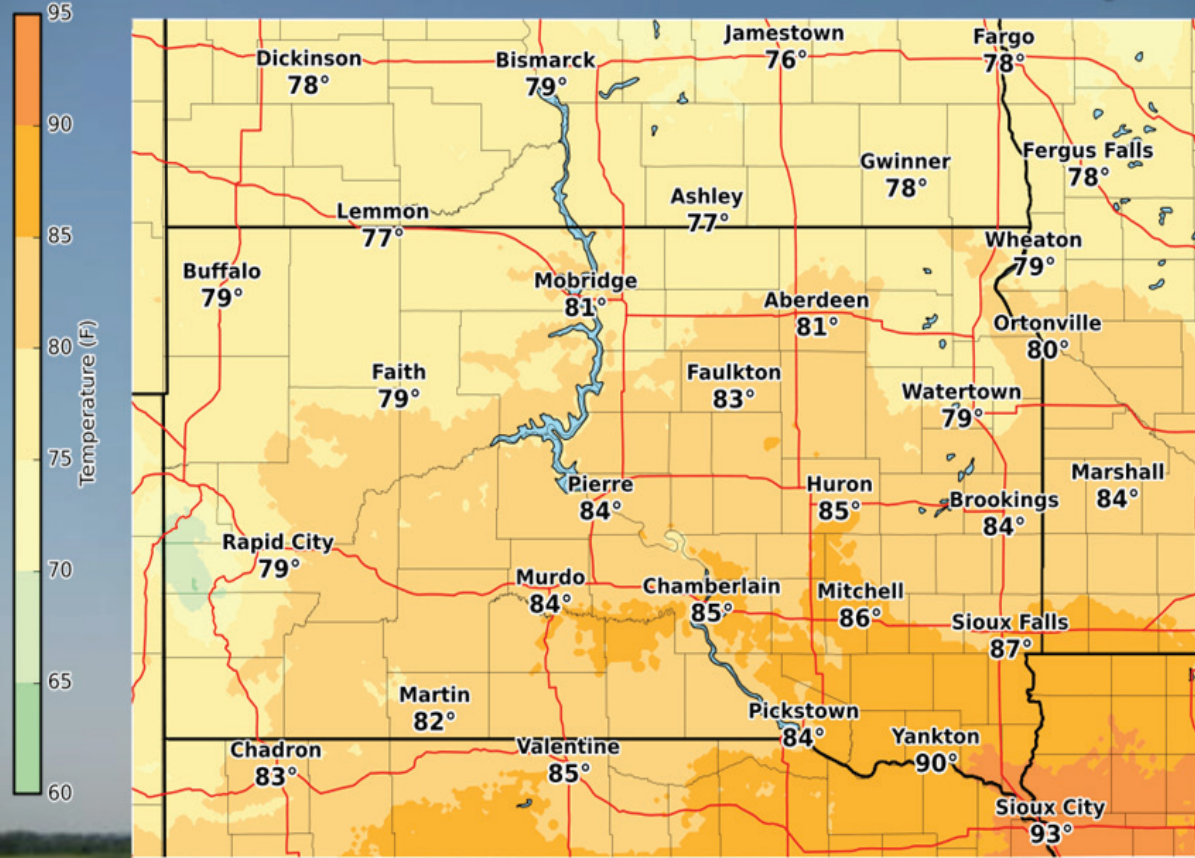 95
90
85
80
75
70
65
60
Temperature (F)
Jamestown
76°
Fargo
78°
Dickinson
78°
Bismarck
79°
Fergus Falls
78°
Gwinner
78°
Ashley
77°
Lemmon
77°
Wheaton
79°
Buffalo
79°
Mobridge
81°
Aberdeen
81°
Ortonville
80°
Faith
79°
Faulkton
83°
Watertown
79°
Marshall
84°
Pierre
84°
Huron
85°
Brookings
84°
Rapid City
79°
Murdo
84°
Chamberlain
85°
Mitchell
86°
Sioux Falls
87°
Martin
82°
Pickstown
84°
Yankton
90°
Chadron
83°
Valentine
85°
Sioux City
93°